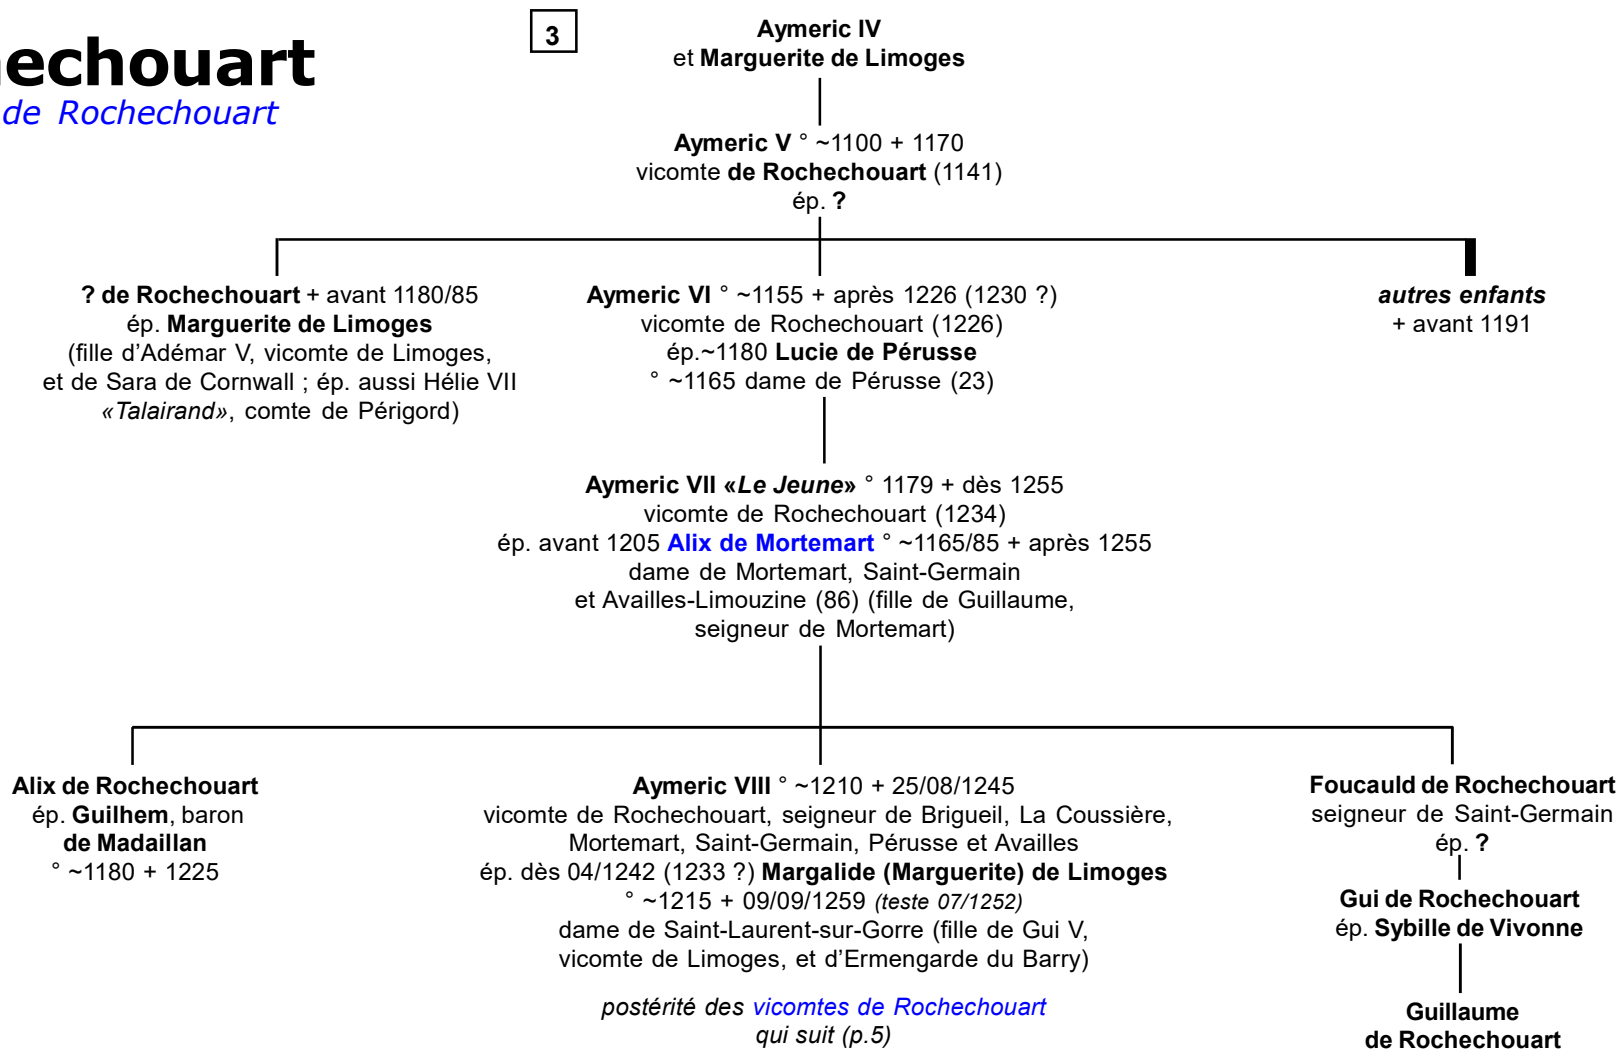 hechouart
de Rochechouart
3
Aymeric IV
et Marguerite de Limoges
Aymeric V ° ~1100 + 1170
vicomte de Rochechouart (1141)
ép. ?
? de Rochechouart + avant 1180/85
ép. Marguerite de Limoges
(fille d’Adémar V, vicomte de Limoges,
et de Sara de Cornwall ; ép. aussi Hélie VII
«Talairand», comte de Périgord)
Aymeric VI ° ~1155 + après 1226 (1230 ?)
vicomte de Rochechouart (1226)
ép.~1180 Lucie de Pérusse
° ~1165 dame de Pérusse (23)
autres enfants
+ avant 1191
Aymeric VII «Le Jeune» ° 1179 + dès 1255
vicomte de Rochechouart (1234)
ép. avant 1205 Alix de Mortemart ° ~1165/85 + après 1255
dame de Mortemart, Saint-Germain
et Availles-Limouzine (86) (fille de Guillaume,
seigneur de Mortemart)
Alix de Rochechouart
ép. Guilhem, baron
de Madaillan
° ~1180 + 1225
Aymeric VIII ° ~1210 + 25/08/1245
vicomte de Rochechouart, seigneur de Brigueil, La Coussière,
Mortemart, Saint-Germain, Pérusse et Availles
ép. dès 04/1242 (1233 ?) Margalide (Marguerite) de Limoges
° ~1215 + 09/09/1259 (teste 07/1252)
dame de Saint-Laurent-sur-Gorre (fille de Gui V,
vicomte de Limoges, et d’Ermengarde du Barry)
postérité des vicomtes de Rochechouart
qui suit (p.5)
Foucauld de Rochechouart
seigneur de Saint-Germain
ép. ?
Gui de Rochechouart
ép. Sybille de Vivonne
Guillaume
de Rochechouart